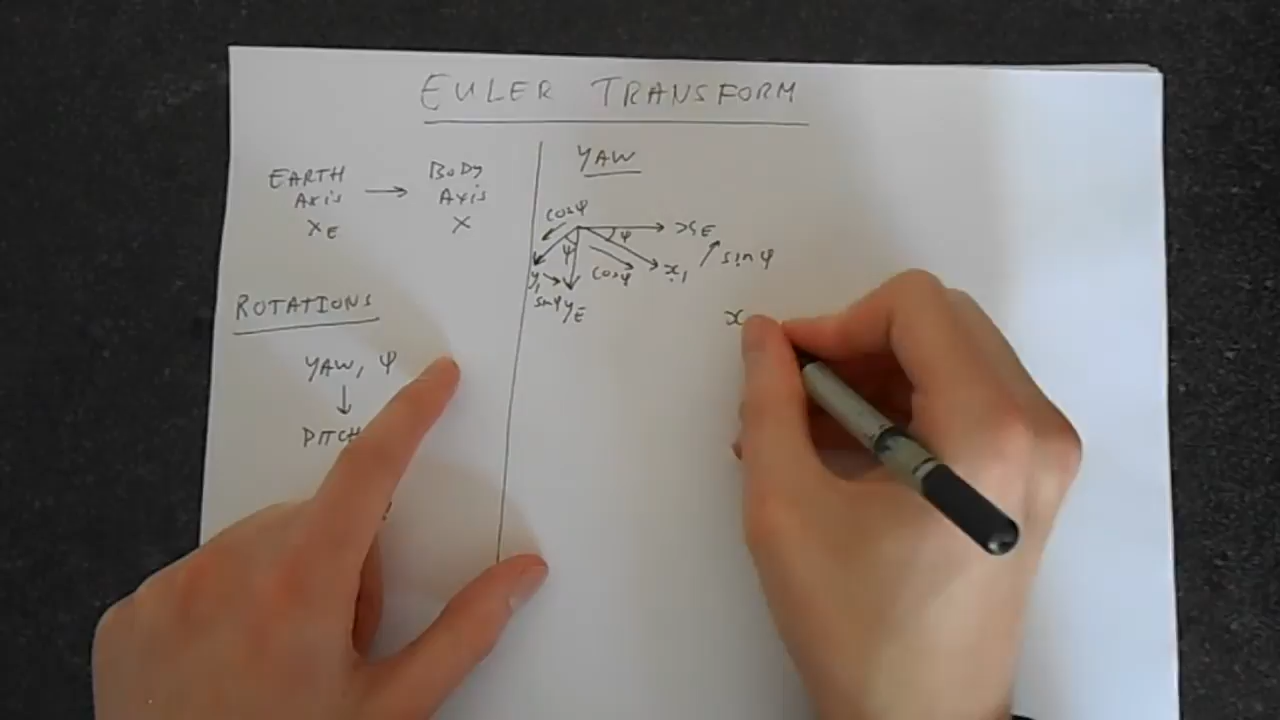 EULER TRANSFORM
EARTH
Axis
XE
→
BODY
Axis
X
ROTATIONS
YAW, ψ
↓
PITCH
YAW
cosψ
xE
ψ
ψ
sinψ
x1
cosψ
y1
sinψ
yE
x